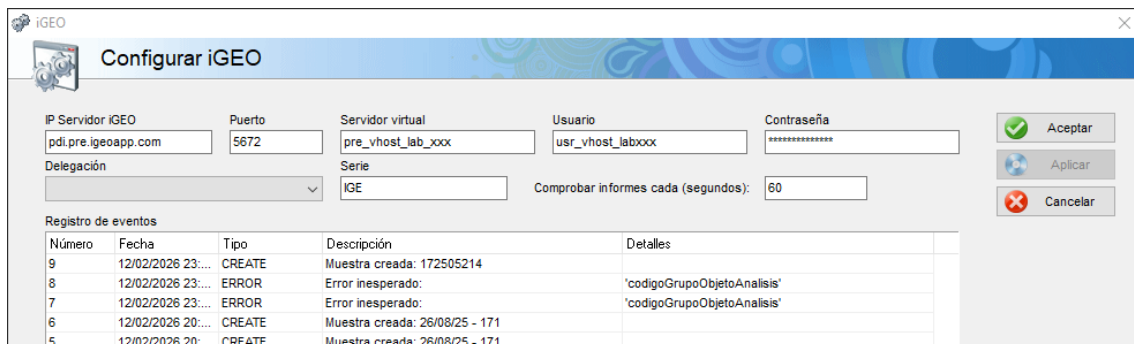 iGEO
Configurar iGEO
IP Servidor iGEO Puerto Servidor virtual Usuario Contraseña
pdi.pre.igeoapp.com 5672 pre_vhost_lab_xxx usr_vhost_labxxx **************
Aceptar
Delegación Serie
Aplicar
IGE Comprobar informes cada (segundos): 60
Cancelar
Registro de eventos
Número Fecha Tipo Descripción Detalles
9 12/02/2026 23:... CREATE Muestra creada: 172505214
8 12/02/2026 23:... ERROR Error inesperado: 'codigoGrupoObjetoAnalisis'
7 12/02/2026 23:... ERROR Error inesperado: 'codigoGrupoObjetoAnalisis'
6 12/02/2026 20:... CREATE Muestra creada: 26/08/25 - 171
5 12/02/2026 20:... CREATE Muestra creada: 26/08/25 - 171